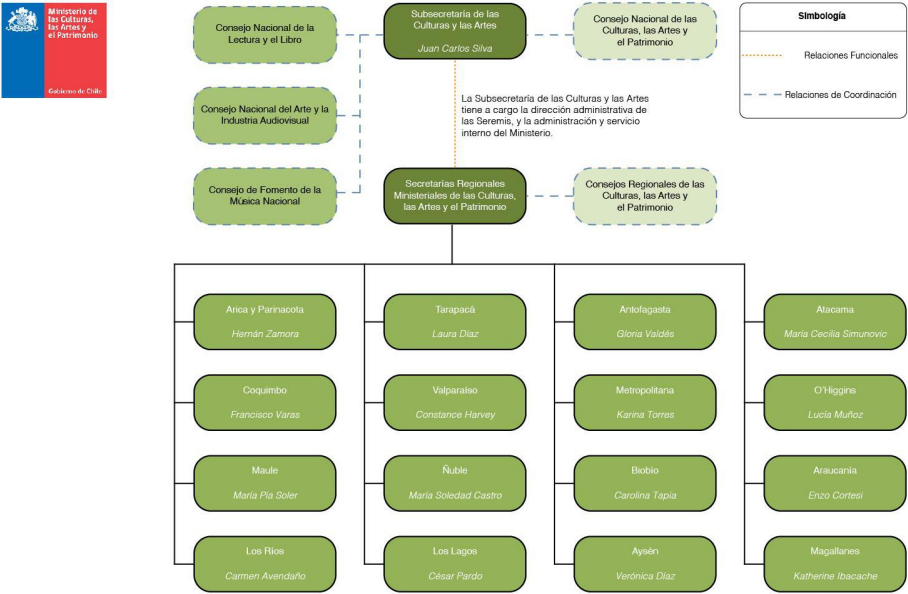 Ministerio de
las Culturas,
las Artes y
el Patrimonio
Gobierno de Chile
Consejo Nacional de la
Lectura y el Libro
Subsecretaría de las
Culturas y las Artes
Juan Carlos Silva
Consejo Nacional de las
Culturas, las Artes y
el Patrimonio
Simbología
Relaciones Funcionales
Relaciones de Coordinación
Consejo Nacional del Arte y la
Industria Audiovisual
La Subsecretaría de las Culturas y las Artes
tiene a cargo la dirección administrativa de
las Seremis, y la administración y servicio
interno del Ministerio.
Consejo de Fomento de la
Música Nacional
Secretarías Regionales
Ministeriales de las Culturas,
las Artes y el Patrimonio
Consejos Regionales de las
Culturas, las Artes y
el Patrimonio
Arica y Parinacota
Hernán Zamora
Tarapacá
Laura Díaz
Antofagasta
Gloria Valdés
Atacama
María Cecilia Simunovic
Coquimbo
Francisco Varas
Valparaíso
Constance Harvey
Metropolitana
Karina Torres
O'Higgins
Lucía Muñoz
Maule
María Pía Soler
Ñuble
María Soledad Castro
Biobío
Carolina Tapia
Araucanía
Enzo Cortesi
Los Ríos
Carmen Avendaño
Los Lagos
César Pardo
Aysén
Verónica Díaz
Magallanes
Katherine Ibacache